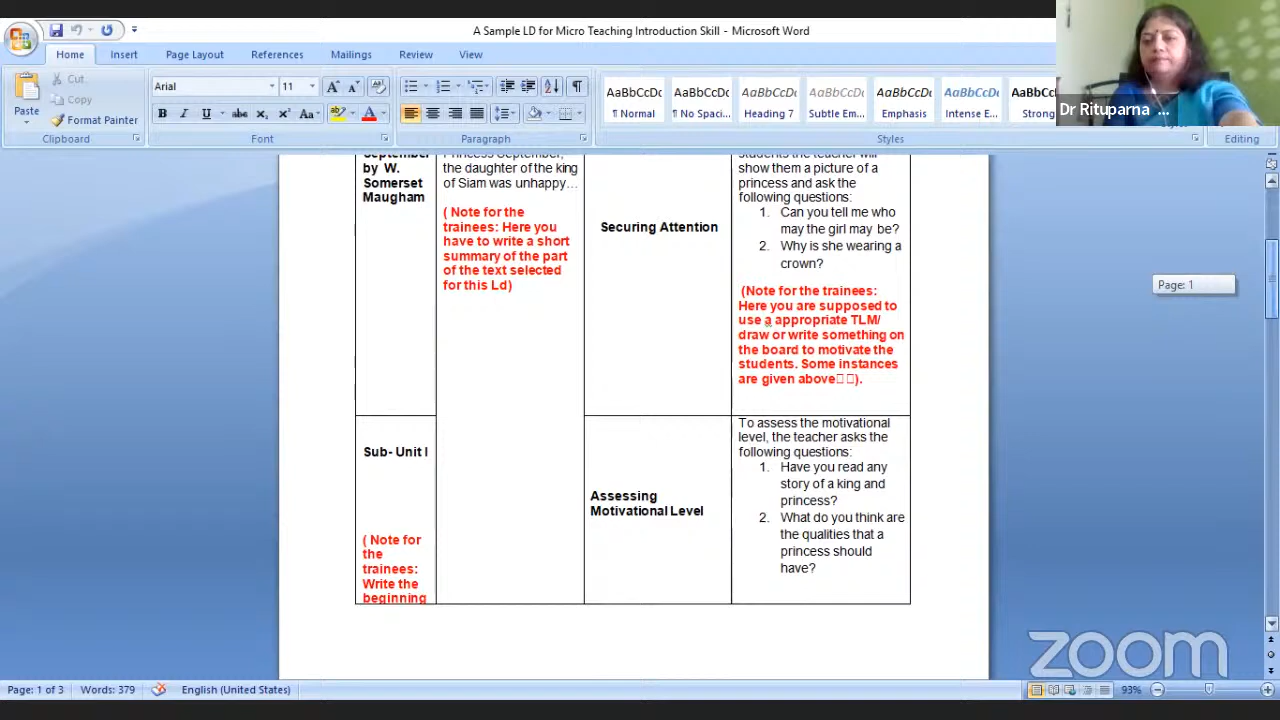 A Sample LD for Micro Teaching Introduction Skill - Microsoft Word
Home Insert Page Layout References Mailings Review View
Paste
Cut
Copy
Format Painter
Clipboard
Arial 11
Font
Paragraph
AaBbCcDc AaBbCcDc AaBbCcDc AaBbCcDc AaBbCcDc AaBbCcDc AaBbCc
¶ Normal ¶ No Spaci... Heading 7 Subtle Em... Emphasis Intense E... Strong
Styles
Editing
Dr Rituparna ...
September
by W.
Somerset
Maugham
Princess September,
the daughter of the king
of Siam was unhappy…
( Note for the
trainees: Here you
have to write a short
summary of the part
of the text selected
for this Ld)
Securing Attention
students the teacher will
show them a picture of a
princess and ask the
following questions:
1. Can you tell me who
may the girl may be?
2. Why is she wearing a
crown?
(Note for the trainees:
Here you are supposed to
use a appropriate TLM/
draw or write something on
the board to motivate the
students. Some instances
are given above□□).
Sub- Unit I
( Note for
the
trainees:
Write the
beginning
Assessing
Motivational Level
To assess the motivational
level, the teacher asks the
following questions:
1. Have you read any
story of a king and
princess?
2. What do you think are
the qualities that a
princess should
have?
Page: 1
zoom
Page: 1 of 3 Words: 379 English (United States) 93%